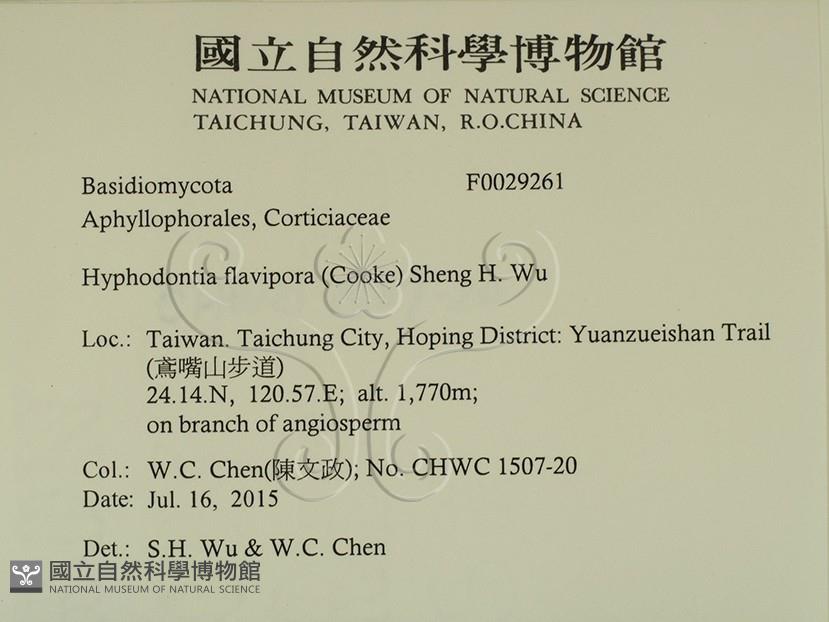 國立自然科學博物館
NATIONAL MUSEUM OF NATURAL SCIENCE
TAICHUNG, TAIWAN, R.O.CHINA
Basidiomycota F0029261
Aphyllophorales, Corticiaceae
Hyphodontia flavipora (Cooke) Sheng H. Wu
Loc.: Taiwan. Taichung City, Hoping District: Yuanzueishan Trail
(鳶嘴山步道)
24.14.N, 120.57.E; alt. 1,770m;
on branch of angiosperm
Col.: W.C. Chen(陳文政); No. CHWC 1507-20
Date: Jul. 16, 2015
Det.: S.H. Wu & W.C. Chen
國立自然科學博物館
NATIONAL MUSEUM OF NATURAL SCIENCE